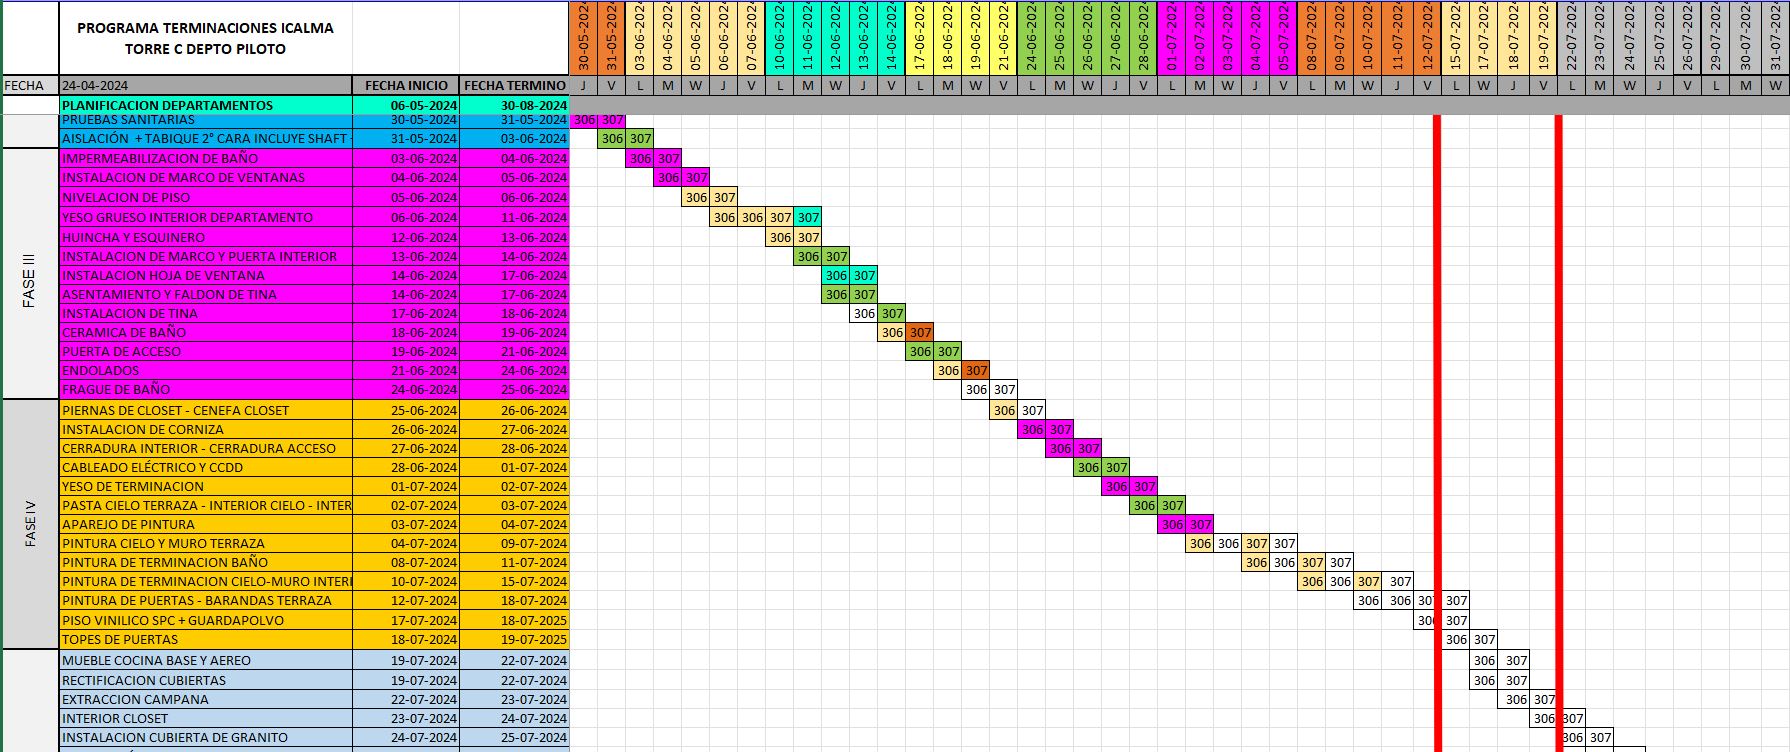 PROGRAMA TERMINACIONES ICALMA
TORRE C DEPTO PILOTO
30-05-2024 31-05-2024 03-06-2024 04-06-2024 05-06-2024 06-06-2024 07-06-2024 10-06-2024 11-06-2024 12-06-2024 13-06-2024 14-06-2024 17-06-2024 18-06-2024 19-06-2024 21-06-2024 24-06-2024 25-06-2024 26-06-2024 27-06-2024 28-06-2024 01-07-2024 02-07-2024 03-07-2024 04-07-2024 05-07-2024 08-07-2024 09-07-2024 10-07-2024 11-07-2024 12-07-2024 15-07-2024 17-07-2024 18-07-2024 19-07-2024 22-07-2024 23-07-2024 24-07-2024 25-07-2024 26-07-2024 29-07-2024 30-07-2024 31-07-2024
FECHA 24-04-2024 FECHA INICIO FECHA TERMINO J V L M W J V L M W J V L M W V L M W J V L M W J V L M W J V L W J V L M W J V L M W
PLANIFICACION DEPARTAMENTOS 06-05-2024 30-08-2024
PRUEBAS SANITARIAS 30-05-2024 31-05-2024 306 307
AISLACIÓN + TABIQUE 2° CARA INCLUYE SHAFT 31-05-2024 03-06-2024 306 307
FASE III
IMPERMEABILIZACION DE BAÑO 03-06-2024 04-06-2024 306 307
INSTALACION DE MARCO DE VENTANAS 04-06-2024 05-06-2024 306 307
NIVELACION DE PISO 05-06-2024 06-06-2024 306 307
YESO GRUESO INTERIOR DEPARTAMENTO 06-06-2024 11-06-2024 306 306 307 307
HUINCHA Y ESQUINERO 12-06-2024 13-06-2024 306 307
INSTALACION DE MARCO Y PUERTA INTERIOR 13-06-2024 14-06-2024 306 307
INSTALACION HOJA DE VENTANA 14-06-2024 17-06-2024 306 307
ASENTAMIENTO Y FALDON DE TINA 14-06-2024 17-06-2024 306 307
INSTALACION DE TINA 17-06-2024 18-06-2024 306 307
CERAMICA DE BAÑO 18-06-2024 19-06-2024 306 307
PUERTA DE ACCESO 19-06-2024 21-06-2024 306 307
ENDOLADOS 21-06-2024 24-06-2024 306 307
FRAGUE DE BAÑO 24-06-2024 25-06-2024 306 307
FASE IV
PIERNAS DE CLOSET - CENEFA CLOSET 25-06-2024 26-06-2024 306 307
INSTALACION DE CORNIZA 26-06-2024 27-06-2024 306 307
CERRADURA INTERIOR - CERRADURA ACCESO 27-06-2024 28-06-2024 306 307
CABLEADO ELÉCTRICO Y CCDD 28-06-2024 01-07-2024 306 307
YESO DE TERMINACION 01-07-2024 02-07-2024 306 307
PASTA CIELO TERRAZA - INTERIOR CIELO - INTER 02-07-2024 03-07-2024 306 307
APAREJO DE PINTURA 03-07-2024 04-07-2024 306 307
PINTURA CIELO Y MURO TERRAZA 04-07-2024 09-07-2024 306 306 307 307
PINTURA DE TERMINACION BAÑO 08-07-2024 11-07-2024 306 306 307 307
PINTURA DE TERMINACION CIELO-MURO INTERI 10-07-2024 15-07-2024 306 306 307 307
PINTURA DE PUERTAS - BARANDAS TERRAZA 12-07-2024 18-07-2024 306 306 307 307
PISO VINILICO SPC + GUARDAPOLVO 17-07-2024 18-07-2025 306 307
TOPES DE PUERTAS 18-07-2024 19-07-2025 306 307
MUEBLE COCINA BASE Y AEREO 19-07-2024 22-07-2024 306 307
RECTIFICACION CUBIERTAS 19-07-2024 22-07-2024 306 307
EXTRACCION CAMPANA 22-07-2024 23-07-2024 306 307
INTERIOR CLOSET 23-07-2024 24-07-2024 306 307
INSTALACION CUBIERTA DE GRANITO 24-07-2024 25-07-2024 306 307